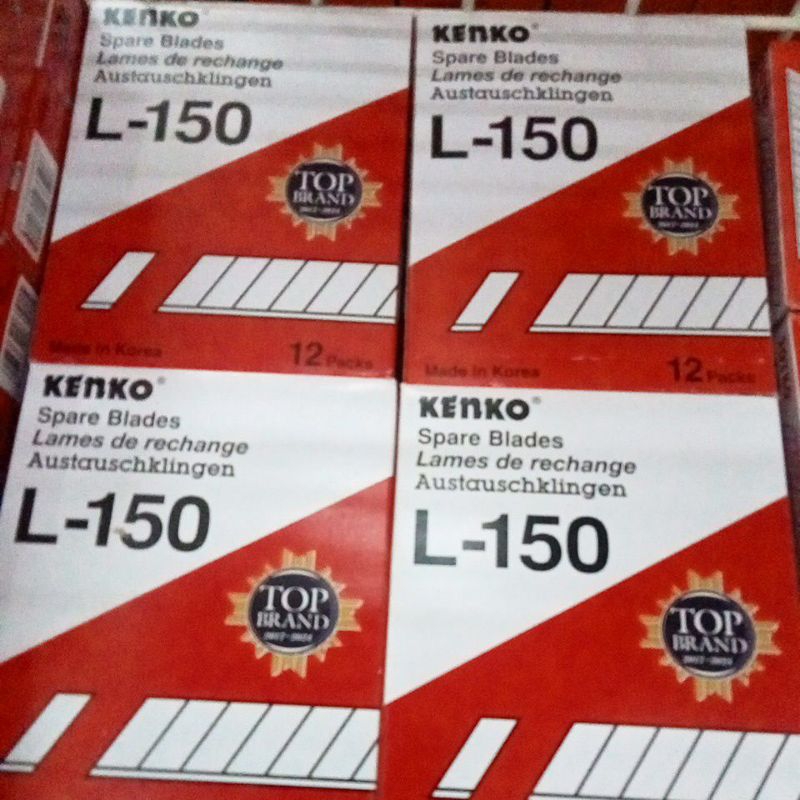 KENKO®
Spare Blades
Lames de rechange
Austauschklingen
L-150
TOP
BRAND
Made in Korea
12 Packs
KENKO®
Spare Blades
Lames de rechange
Austauschklingen
L-150
TOP
BRAND
Made in Korea
12 Packs
KENKO®
Spare Blades
Lames de rechange
Austauschklingen
L-150
TOP
BRAND
KENKO®
Spare Blades
Lames de rechange
Austauschklingen
L-150
TOP
BRAND